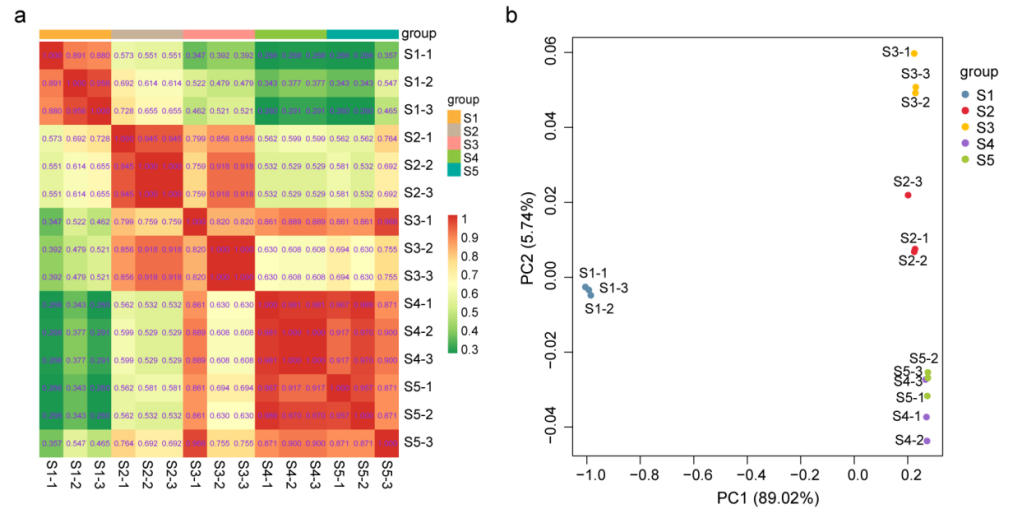 a
group
S1-1
0.891 0.880 0.573 0.551 0.551 0.347 0.392 0.392 0.357
S1-2
0.891 0.692 0.614 0.614 0.522 0.479 0.479 0.343 0.377 0.377 0.343 0.343 0.547
S1-3
0.880 0.728 0.655 0.655 0.462 0.521 0.521 0.465
S2-1
0.573 0.692 0.728 0.945 0.945 0.799 0.856 0.856 0.562 0.599 0.599 0.562 0.562 0.764
S2-2
0.551 0.614 0.655 0.945 0.759 0.918 0.918 0.532 0.529 0.529 0.581 0.532 0.692
S2-3
0.551 0.614 0.655 0.945 0.759 0.918 0.918 0.532 0.529 0.529 0.581 0.532 0.692
S3-1
0.347 0.522 0.462 0.799 0.759 0.759 0.820 0.820 0.861 0.889 0.889 0.861 0.861
S3-2
0.392 0.479 0.521 0.856 0.918 0.918 0.820 0.630 0.608 0.608 0.694 0.630 0.755
S3-3
0.392 0.479 0.521 0.856 0.918 0.918 0.820 0.630 0.608 0.608 0.694 0.630 0.755
S4-1
0.343 0.562 0.532 0.532 0.861 0.630 0.630 0.871
S4-2
0.377 0.599 0.529 0.529 0.889 0.608 0.608 0.917 0.900
S4-3
0.377 0.599 0.529 0.529 0.889 0.608 0.608 0.917 0.900
S5-1
0.343 0.562 0.581 0.581 0.861 0.694 0.694 0.917 0.917 0.871
S5-2
0.343 0.562 0.532 0.532 0.861 0.630 0.630 0.871
S5-3
0.357 0.547 0.465 0.764 0.692 0.692 0.755 0.755 0.871 0.900 0.900 0.871 0.871
S1-1 S1-2 S1-3 S2-1 S2-2 S2-3 S3-1 S3-2 S3-3 S4-1 S4-2 S4-3 S5-1 S5-2 S5-3
group
S1
S2
S3
S4
S5
1
0.9
0.8
0.7
0.6
0.5
0.4
0.3
b
PC2 (5.74%)
0.06
0.04
0.02
0.00
−0.02
−0.04
S3-1
S3-3
S3-2
S2-3
S2-1
S2-2
S1-1
S1-3
S1-2
S5-2
S5-3
S4-3
S5-1
S4-1
S4-2
−1.0 −0.8 −0.6 −0.4 −0.2 0.0 0.2
PC1 (89.02%)
group
S1
S2
S3
S4
S5